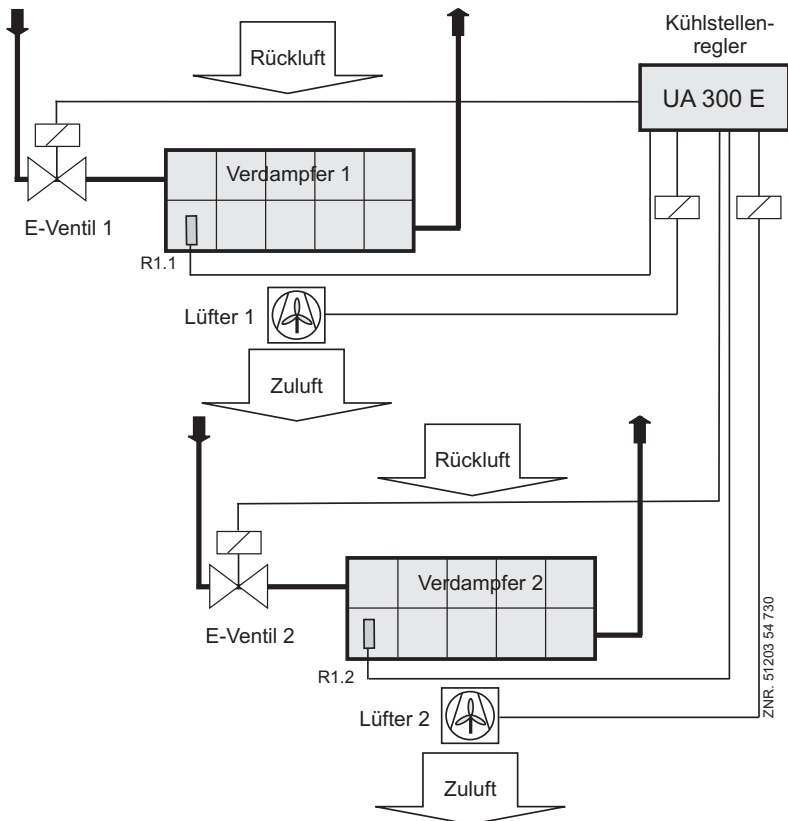 Kühlstellen-
regler
Rückluft
UA 300 E
Verdampfer 1
E-Ventil 1
R1.1
Lüfter 1
Zuluft
Rückluft
Verdampfer 2
E-Ventil 2
R1.2
Lüfter 2
Zuluft
ZNR. 51203 54 730